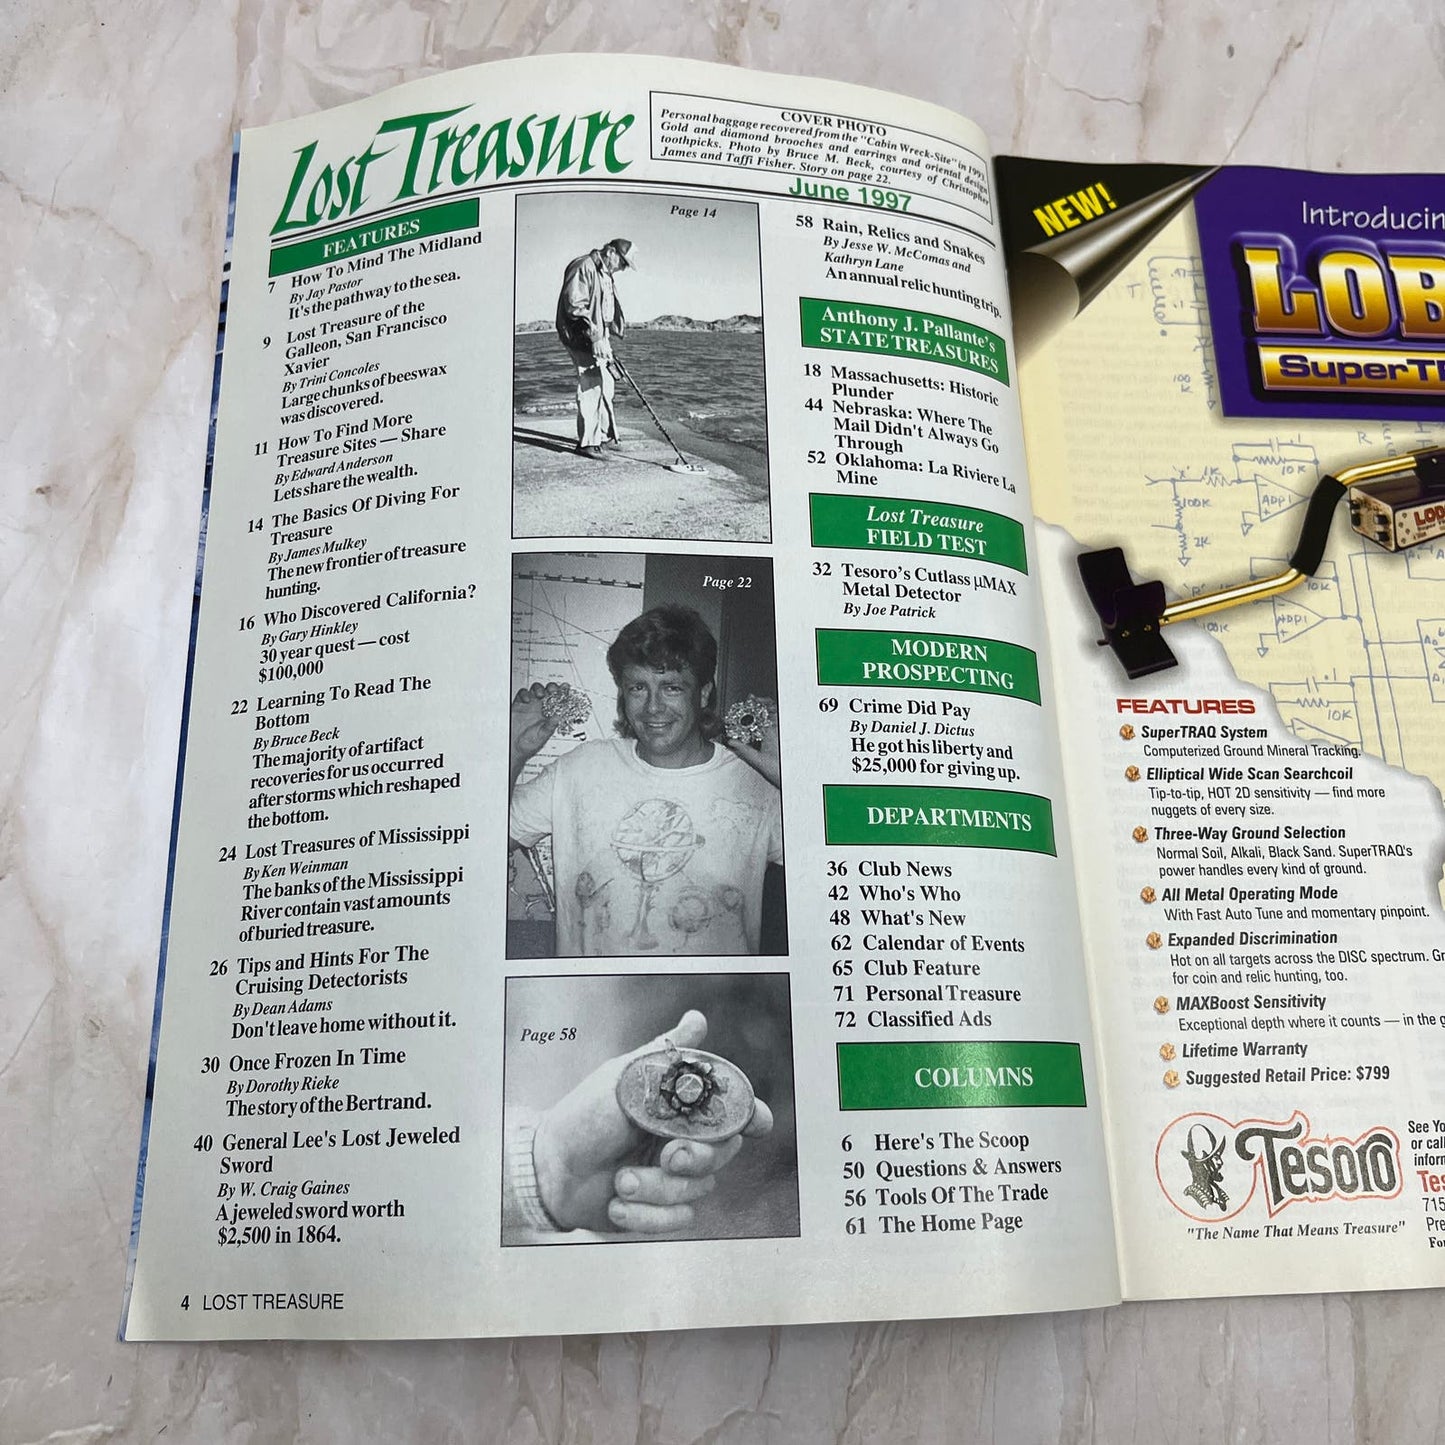 Lost Treasure
COVER PHOTO
Personal baggage recovered from the "Cabin Wreck-Site" in 1993.
Gold and diamond brooches and earrings and oriental design
toothpicks. Photo by Bruce M. Beck, courtesy of Christopher
James and Taffi Fisher. Story on page 22.
June 1997
FEATURES
7 How To Mind The Midland
By Jay Pastor
It's the pathway to the sea.
9 Lost Treasure of the
Galleon, San Francisco
Xavier
By Trini Concoles
Large chunks of beeswax
was discovered.
11 How To Find More
Treasure Sites — Share
By Edward Anderson
Lets share the wealth.
14 The Basics Of Diving For
Treasure
By James Mulkey
The new frontier of treasure
hunting.
16 Who Discovered California?
By Gary Hinkley
30 year quest — cost
$100,000
22 Learning To Read The
Bottom
By Bruce Beck
The majority of artifact
recoveries for us occurred
after storms which reshaped
the bottom.
24 Lost Treasures of Mississippi
By Ken Weinman
The banks of the Mississippi
River contain vast amounts
of buried treasure.
26 Tips and Hints For The
Cruising Detectorists
By Dean Adams
Don't leave home without it.
30 Once Frozen In Time
By Dorothy Rieke
The story of the Bertrand.
40 General Lee's Lost Jeweled
Sword
By W. Craig Gaines
A jeweled sword worth
$2,500 in 1864.
Page 14
Page 22
Page 58
58 Rain, Relics and Snakes
By Jesse W. McComas and
Kathryn Lane
An annual relic hunting trip.
Anthony J. Pallante's
STATE TREASURES
18 Massachusetts: Historic
Plunder
44 Nebraska: Where The
Mail Didn't Always Go
Through
52 Oklahoma: La Riviere La
Mine
Lost Treasure
FIELD TEST
32 Tesoro's Cutlass µMAX
Metal Detector
By Joe Patrick
MODERN
PROSPECTING
69 Crime Did Pay
By Daniel J. Dictus
He got his liberty and
$25,000 for giving up.
DEPARTMENTS
36 Club News
42 Who's Who
48 What's New
62 Calendar of Events
65 Club Feature
71 Personal Treasure
72 Classified Ads
COLUMNS
6 Here's The Scoop
50 Questions & Answers
56 Tools Of The Trade
61 The Home Page
4 LOST TREASURE
NEW!
Introducin
LOB
SuperTR
FEATURES
SuperTRAQ System
Computerized Ground Mineral Tracking.
Elliptical Wide Scan Searchcoil
Tip-to-tip, HOT 2D sensitivity — find more
nuggets of every size.
Three-Way Ground Selection
Normal Soil, Alkali, Black Sand. SuperTRAQ's
power handles every kind of ground.
All Metal Operating Mode
With Fast Auto Tune and momentary pinpoint.
Expanded Discrimination
Hot on all targets across the DISC spectrum. Gr
for coin and relic hunting, too.
MAXBoost Sensitivity
Exceptional depth where it counts — in the g
Lifetime Warranty
Suggested Retail Price: $799
Tesoro
"The Name That Means Treasure"
See Yo
or call
inforn
Tes
715
Pre
For